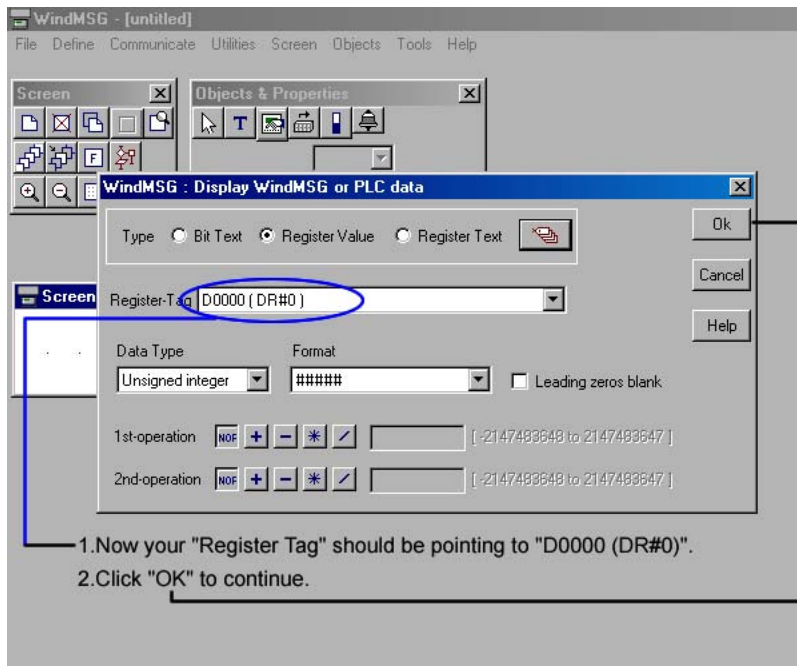 WindMSG - [untitled]
File Define Communicate Utilities Screen Objects Tools Help
Screen
Objects & Properties
T
F
WindMSG : Display WindMSG or PLC data
Type Bit Text Register Value Register Text
Ok
Cancel
Help
Screen
Register-Tag D0000 ( DR#0 )
Data Type Format
Unsigned integer ##### Leading zeros blank
1st-operation NOP + - * / [ -2147483648 to 2147483647 ]
2nd-operation NOP + - * / [ -2147483648 to 2147483647 ]
1.Now your "Register Tag" should be pointing to "D0000 (DR#0)".
2.Click "OK" to continue.